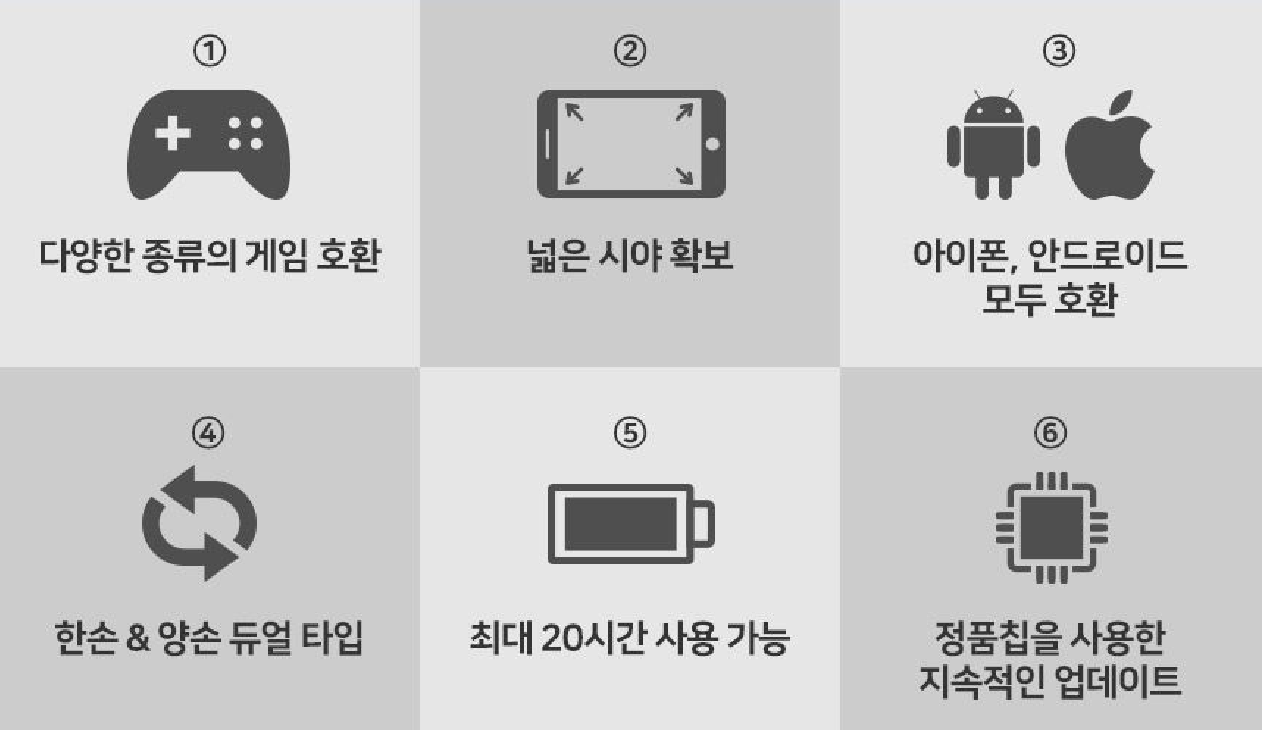 ①
다양한 종류의 게임 호환
②
넓은 시야 확보
③
아이폰, 안드로이드
모두 호환
④
한손 & 양손 듀얼 타입
⑤
최대 20시간 사용 가능
⑥
정품칩을 사용한
지속적인 업데이트